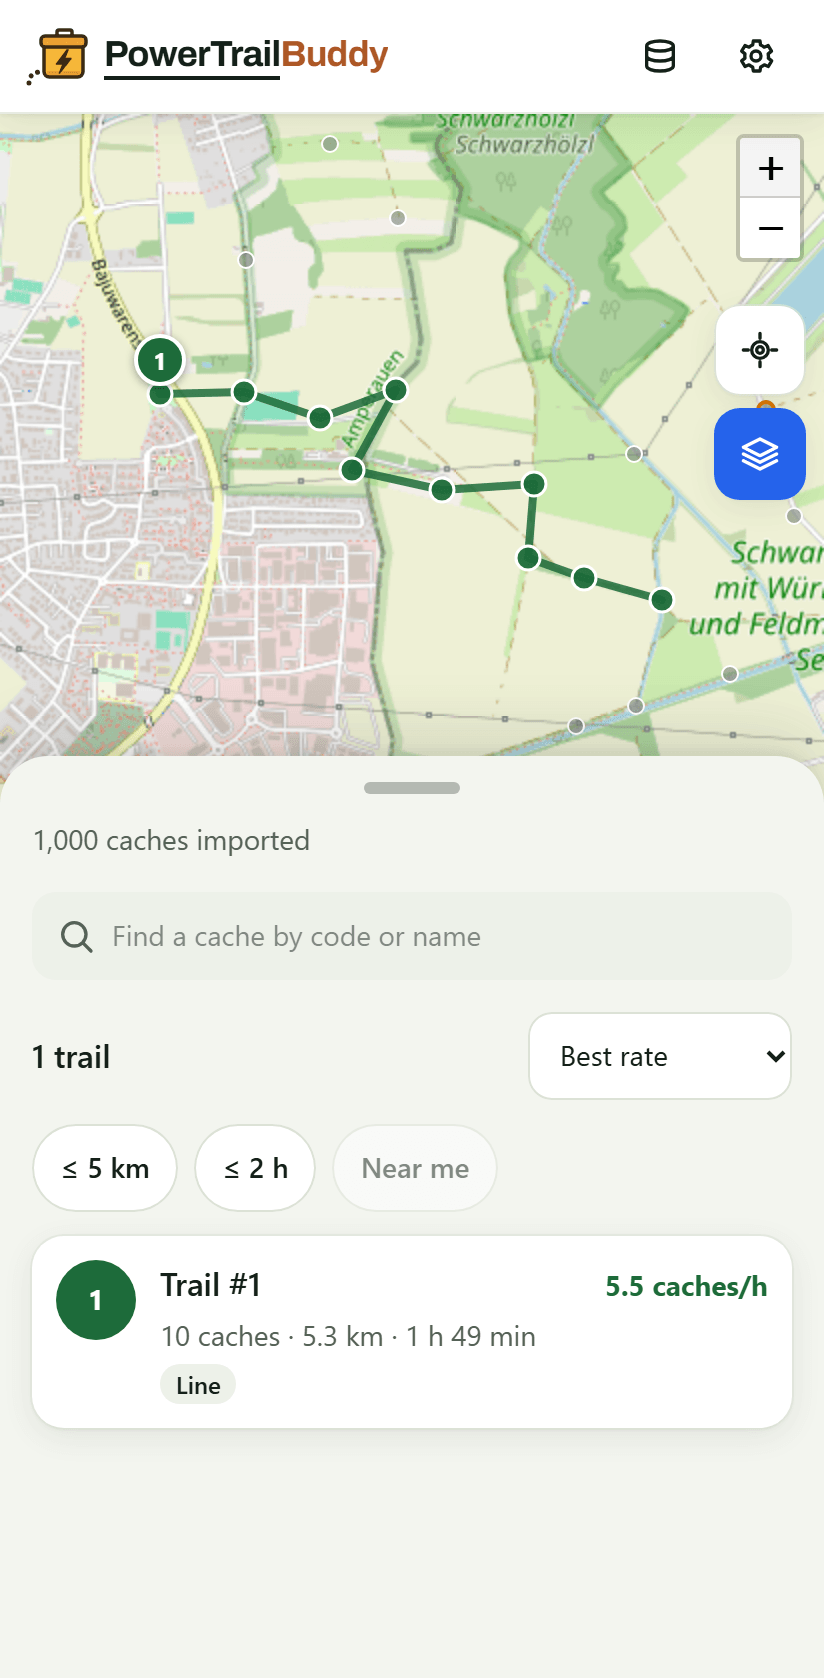 PowerTrailBuddy
Schwarzhölzl
Schwarzhölzl
Bajuwarens
1
Amperauen
Schwar
mit Würm
und Feldm
Se
1,000 caches imported
Find a cache by code or name
1 trail
Best rate
≤ 5 km
≤ 2 h
Near me
1
Trail #1
5.5 caches/h
10 caches · 5.3 km · 1 h 49 min
Line